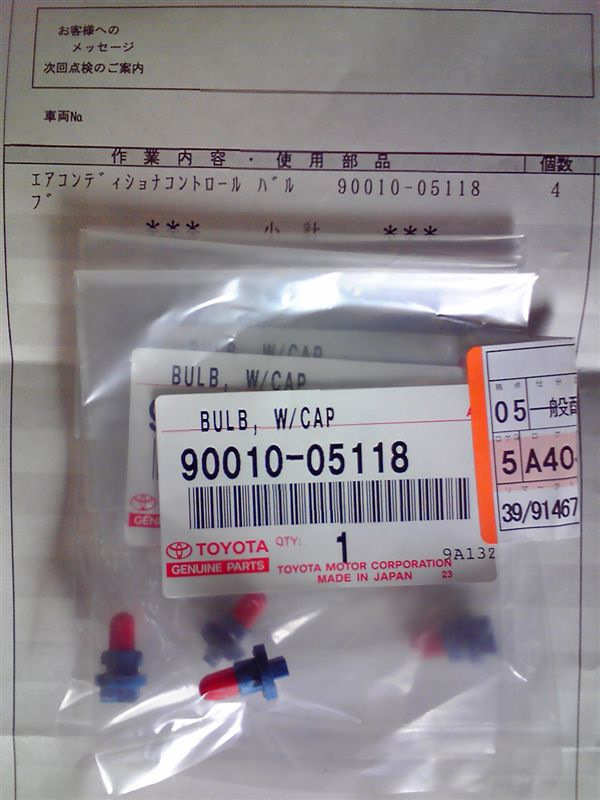 お客様への
メッセージ
次回点検のご案内
車両No
作業内容・使用部品 個数
エアコンディショナコントロール バル 90010-05118 4
ブ
*** 小計 ***
BULB, W/CAP
BULB, W/CAP
BULB, W/CAP
90010-05118
TOYOTA
GENUINE PARTS
QTY: 1
9A132
TOYOTA MOTOR CORPORATION
MADE IN JAPAN 23
05 一般
5 A40
39/91467